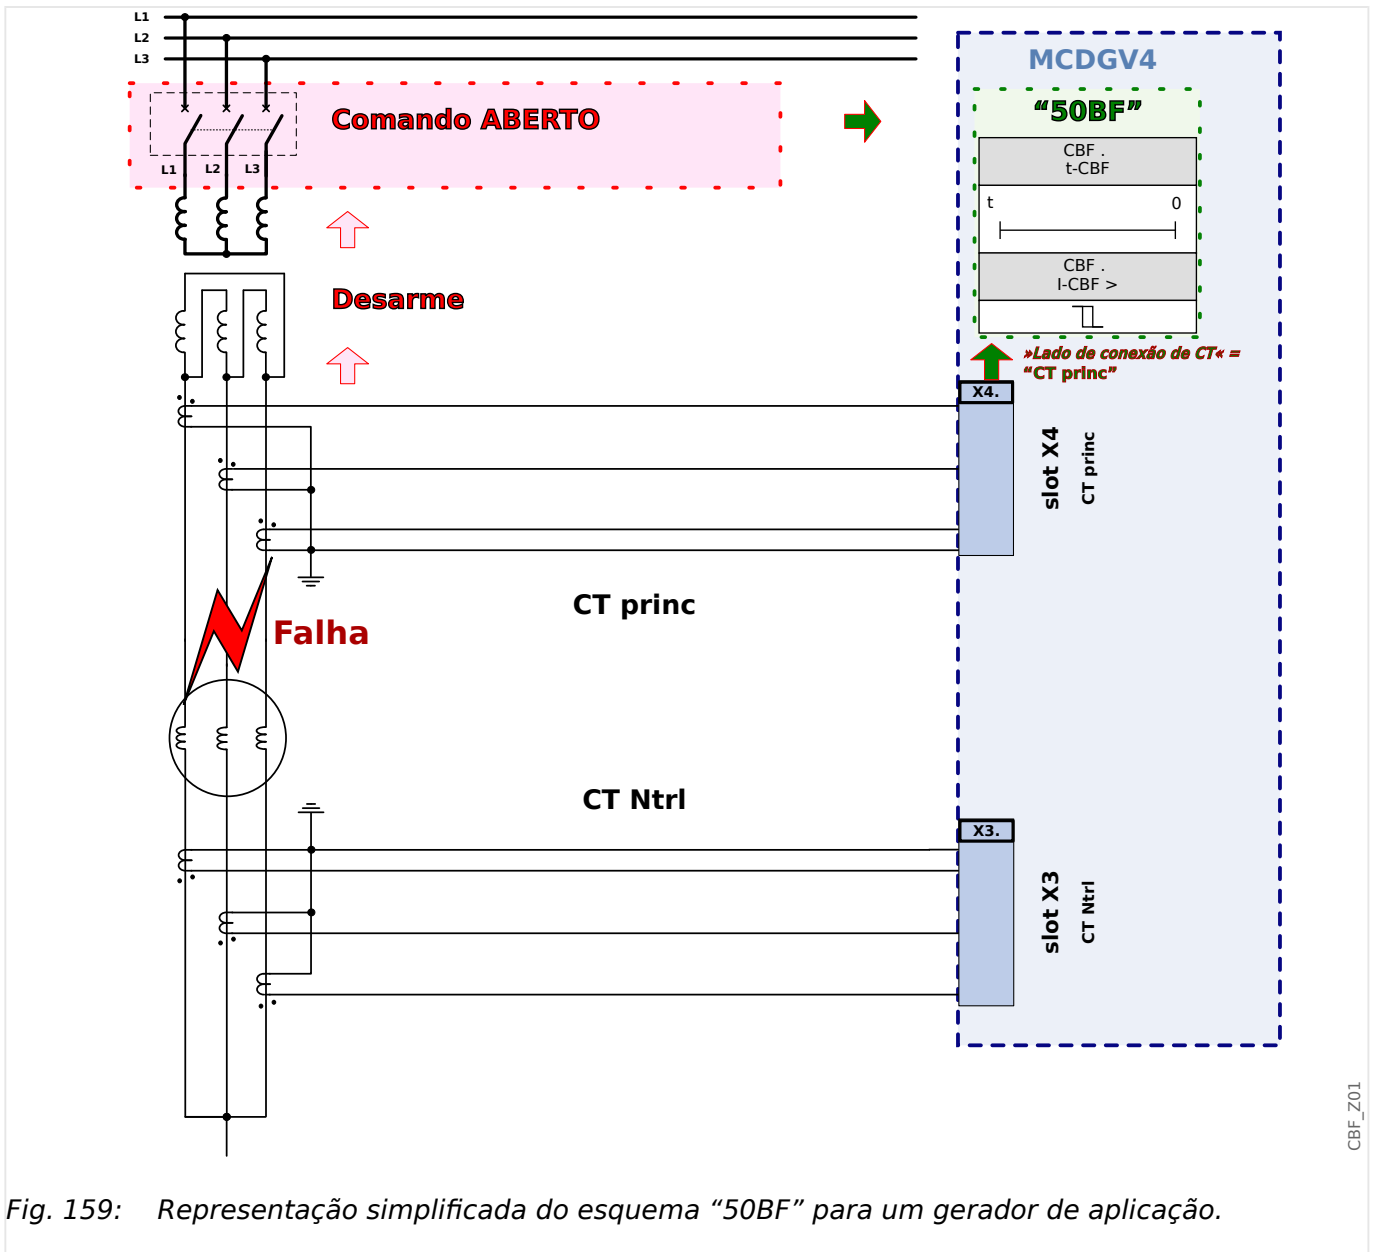 L1
L2
L3
MCDGV4
“50BF”
Comando ABERTO
CBF .
t-CBF
L1 L2 L3
t 0
CBF .
I-CBF >
Desarme
»Lado de conexão de CT« =
“CT princ”
X4.
slot X4
CT princ
CT princ
Falha
CT Ntrl
X3.
slot X3
CT Ntrl
CBF_Z01
Fig. 159: Representação simplificada do esquema “50BF” para um gerador de aplicação.